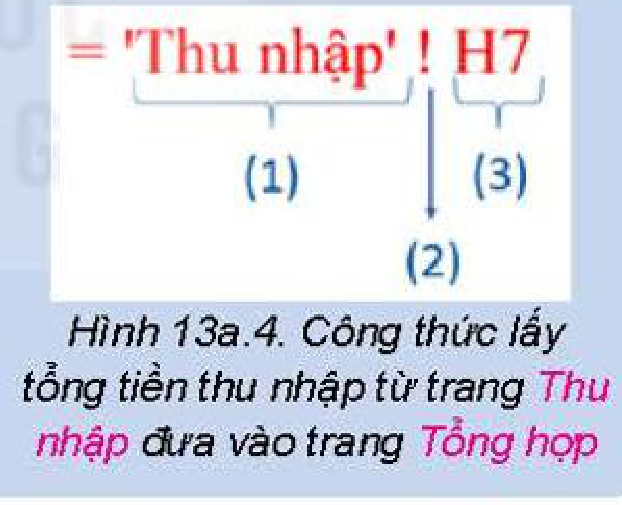 = 'Thu nhập' ! H7
(1) (3)
(2)
Hình 13a.4. Công thức lấy
tổng tiền thu nhập từ trang Thu
nhập đưa vào trang Tổng hợp